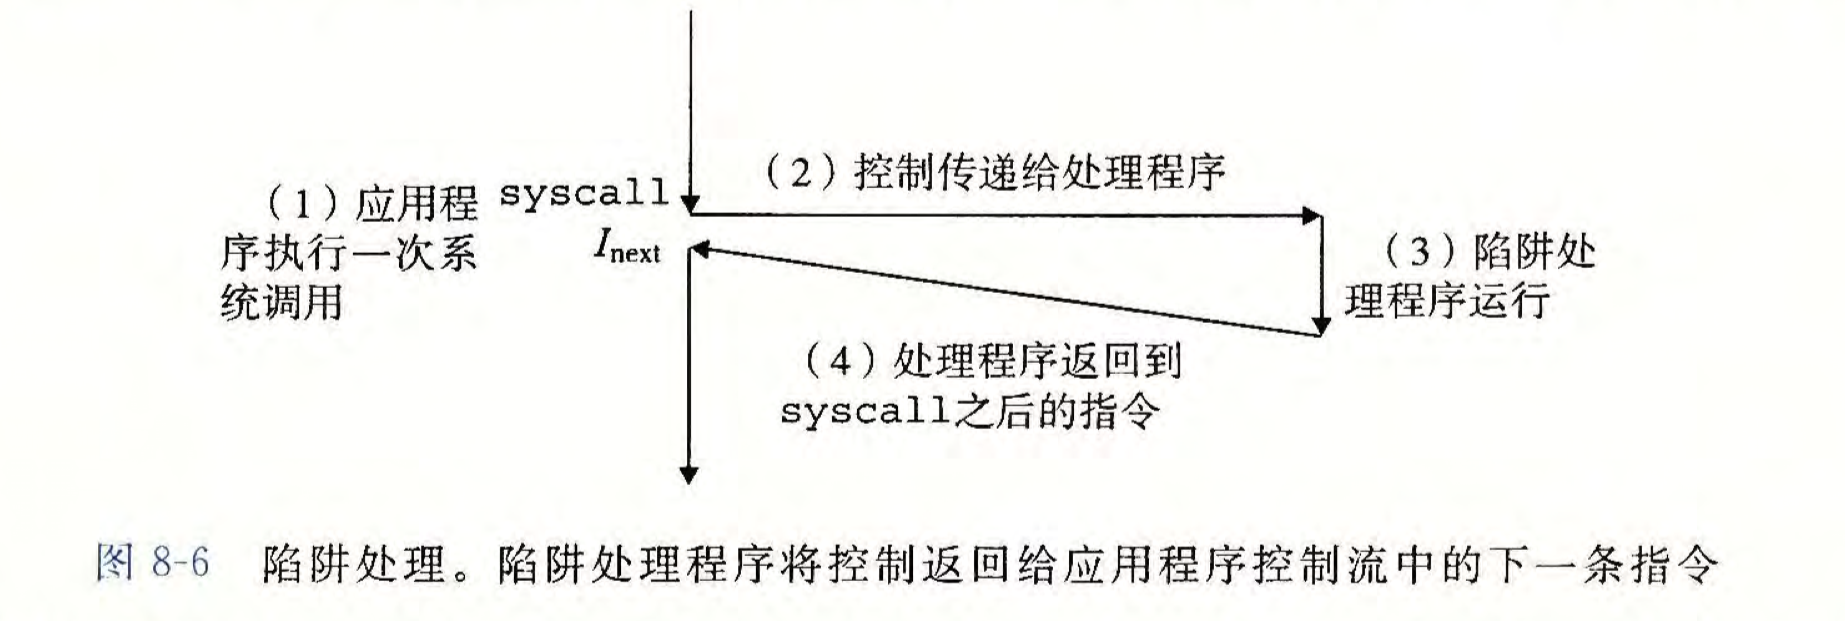 （2）控制传递给处理程序
（1）应用程
序执行一次系
统调用
syscall
Inext
（3）陷阱处
理程序运行
（4）处理程序返回到
syscall之后的指令
图 8-6 陷阱处理。陷阱处理程序将控制返回给应用程序控制流中的下一条指令